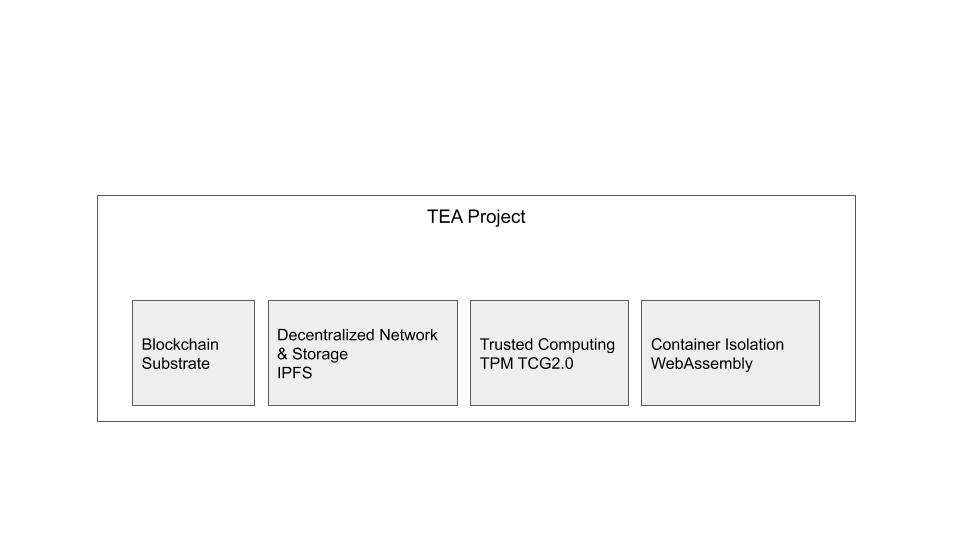 TEA Project
Blockchain
Substrate
Decentralized Network
& Storage
IPFS
Trusted Computing
TPM TCG2.0
Container Isolation
WebAssembly